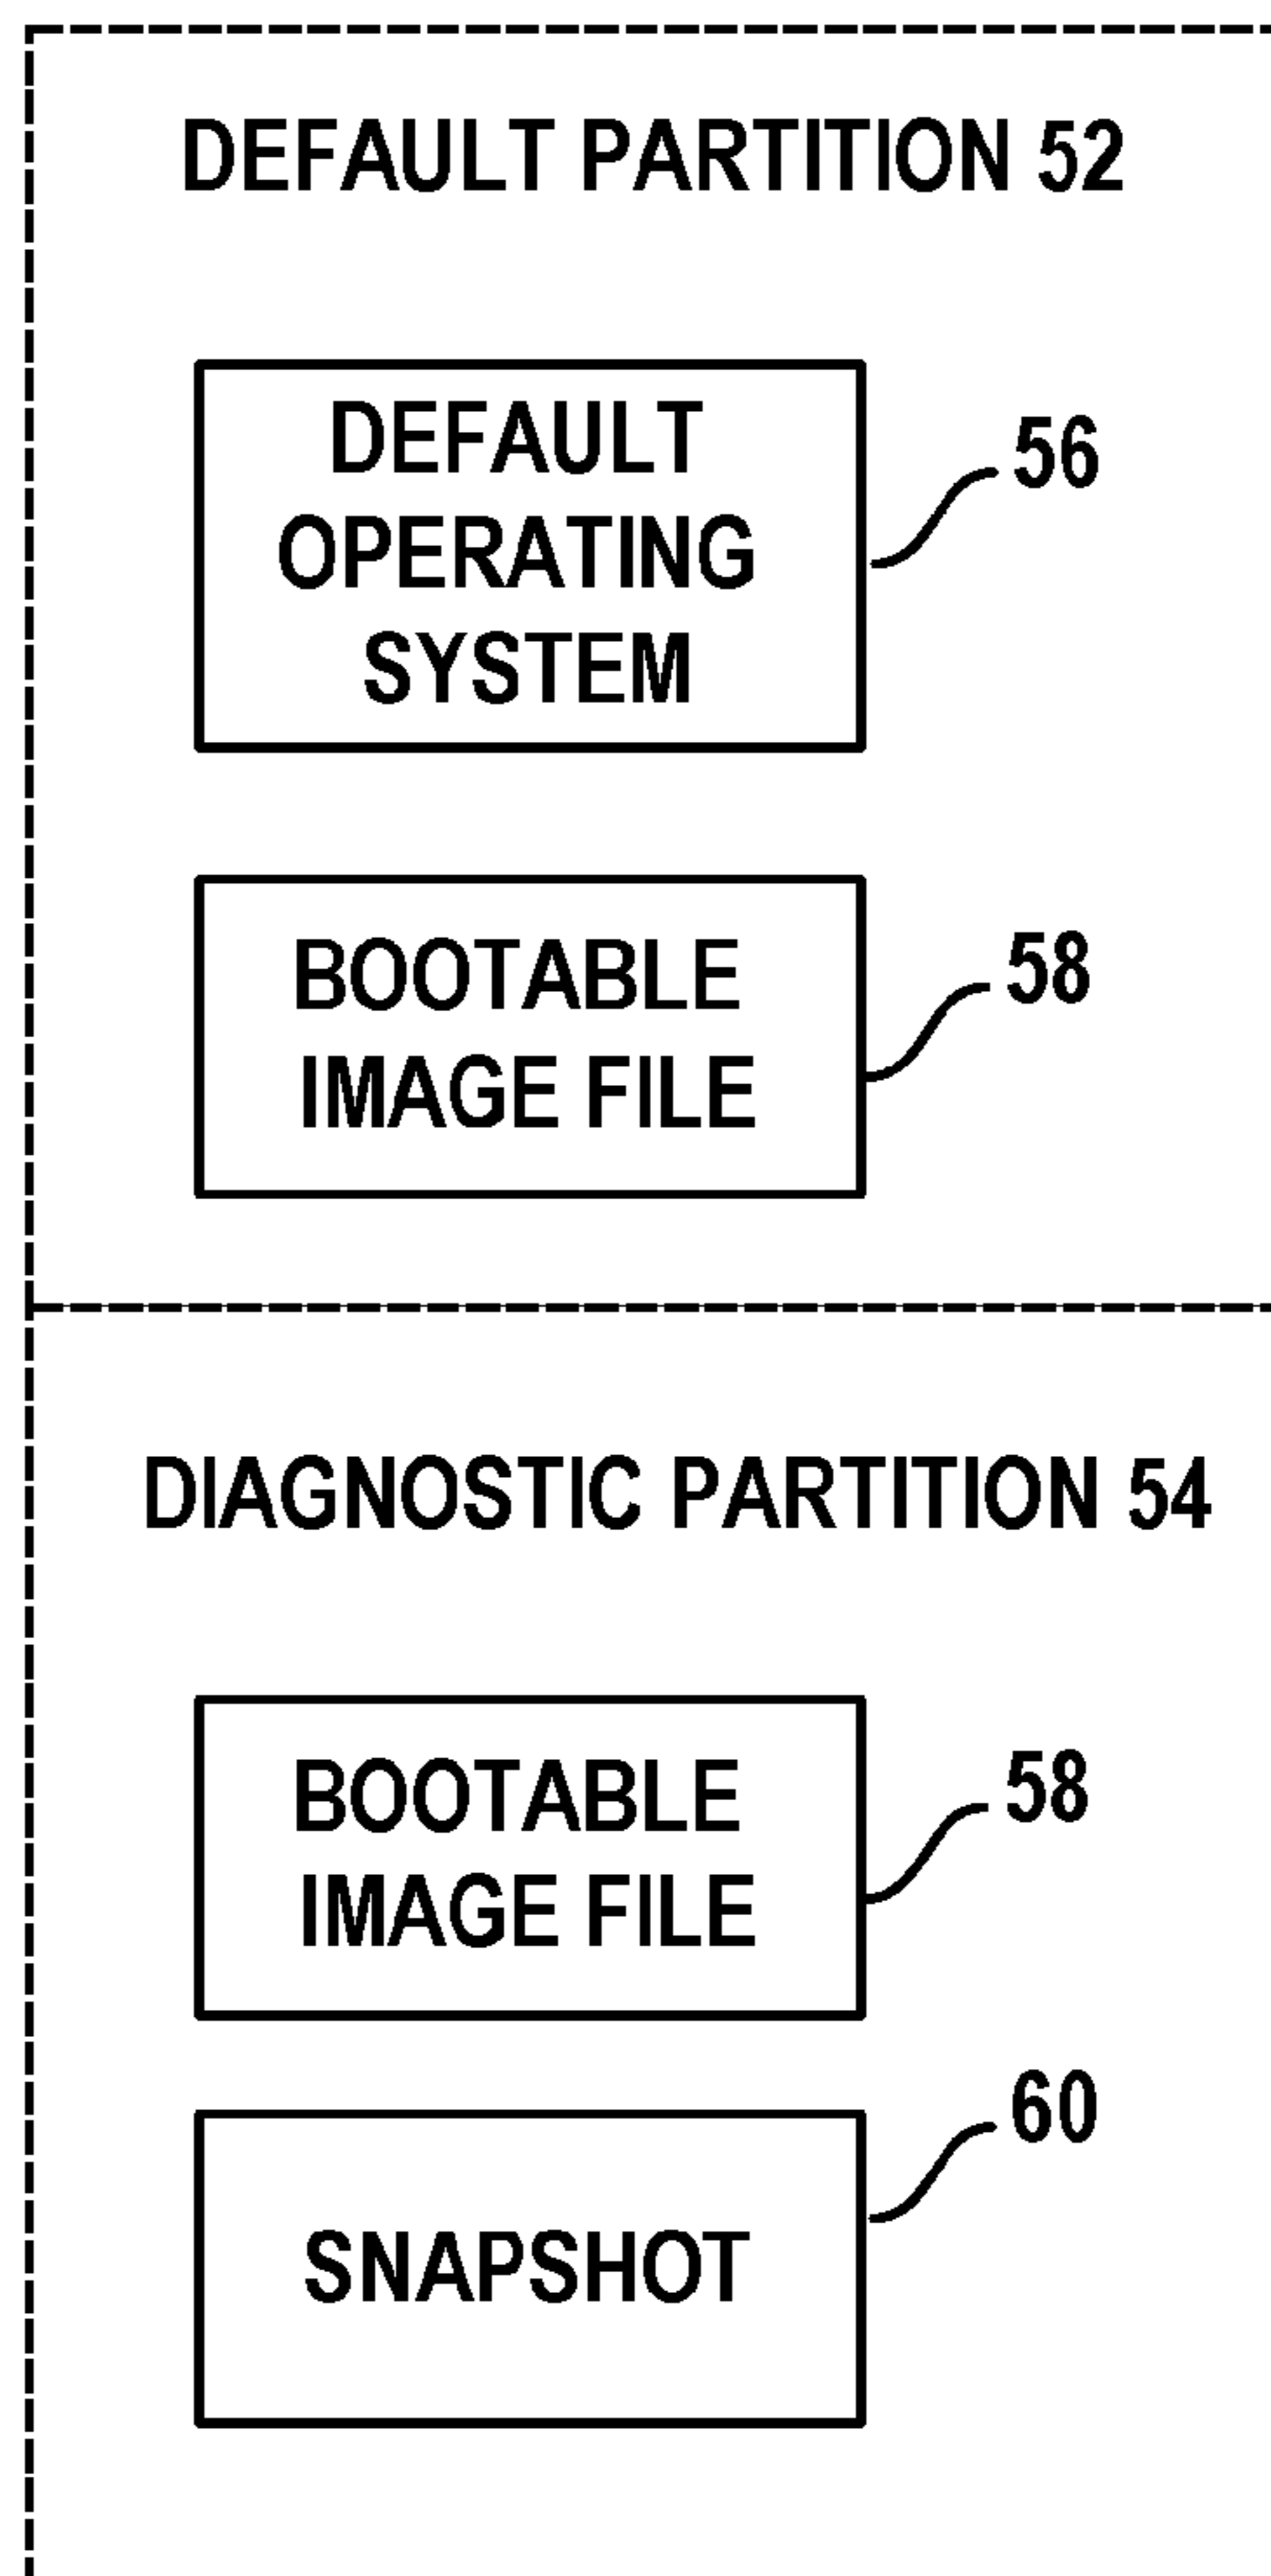 DEFAULT PARTITION 52
DEFAULT
OPERATING
SYSTEM
56
BOOTABLE
IMAGE FILE
58
DIAGNOSTIC PARTITION 54
BOOTABLE
IMAGE FILE
58
SNAPSHOT
60